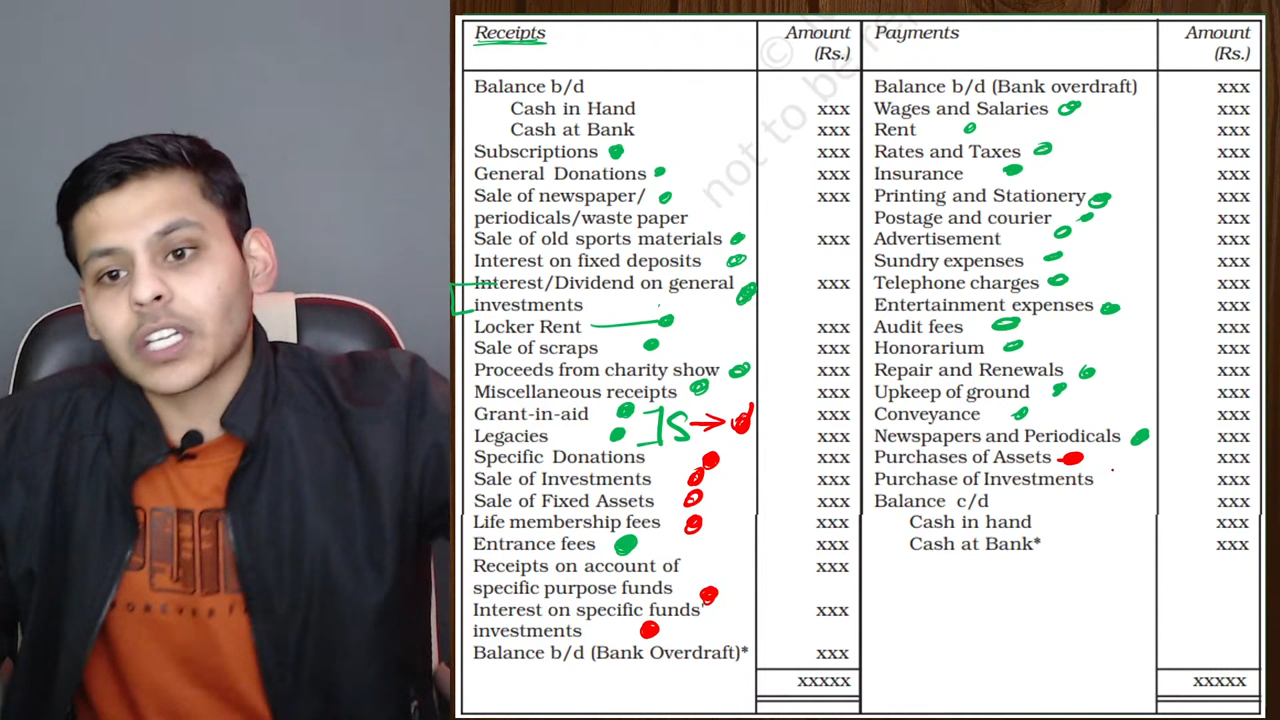 Receipts Amount (Rs.) Payments Amount (Rs.)
Balance b/d Balance b/d (Bank overdraft) xxx
Cash in Hand xxx Wages and Salaries xxx
Cash at Bank xxx Rent xxx
Subscriptions xxx Rates and Taxes xxx
General Donations xxx Insurance xxx
Sale of newspaper/ xxx Printing and Stationery xxx
periodicals/waste paper Postage and courier xxx
Sale of old sports materials xxx Advertisement xxx
Interest on fixed deposits Sundry expenses xxx
Interest/Dividend on general xxx Telephone charges xxx
investments Entertainment expenses xxx
Locker Rent xxx Audit fees xxx
Sale of scraps xxx Honorarium xxx
Proceeds from charity show xxx Repair and Renewals xxx
Miscellaneous receipts xxx Upkeep of ground xxx
Grant-in-aid xxx Conveyance xxx
Legacies xxx Newspapers and Periodicals xxx
Specific Donations xxx Purchases of Assets xxx
Sale of Investments xxx Purchase of Investments xxx
Sale of Fixed Assets xxx Balance c/d xxx
Life membership fees xxx Cash in hand xxx
Entrance fees xxx Cash at Bank* xxx
Receipts on account of xxx
specific purpose funds
Interest on specific funds' xxx
investments
Balance b/d (Bank Overdraft)* xxx
xxxxx xxxxx
not to be
©